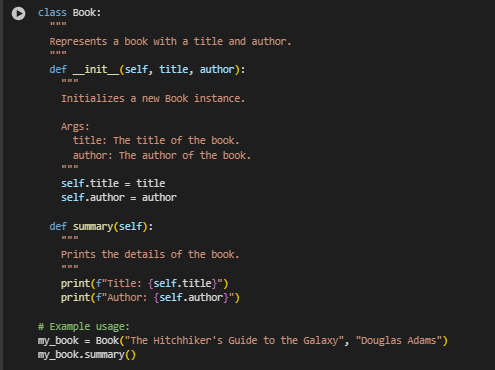 class Book:
  """
  Represents a book with a title and author.
  """
  def __init__(self, title, author):
    """
    Initializes a new Book instance.

    Args:
      title: The title of the book.
      author: The author of the book.
    """
    self.title = title
    self.author = author

  def summary(self):
    """
    Prints the details of the book.
    """
    print(f"Title: {self.title}")
    print(f"Author: {self.author}")

# Example usage:
my_book = Book("The Hitchhiker's Guide to the Galaxy", "Douglas Adams")
my_book.summary()